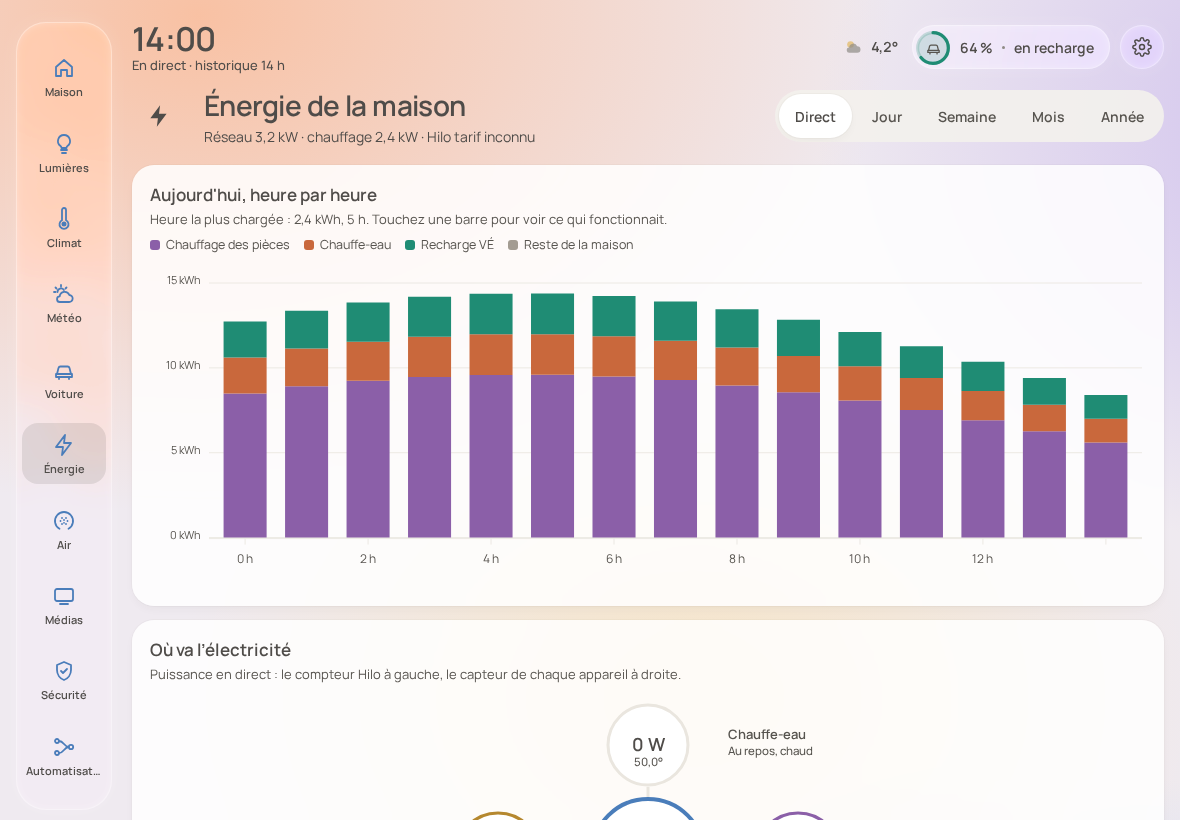 14:00
En direct · historique 14 h
4,2°
64 % · en recharge
Maison
Lumières
Climat
Météo
Voiture
Énergie
Air
Médias
Sécurité
Automatisat...
Énergie de la maison
Réseau 3,2 kW · chauffage 2,4 kW · Hilo tarif inconnu
Direct
Jour
Semaine
Mois
Année
Aujourd'hui, heure par heure
Heure la plus chargée : 2,4 kWh, 5 h. Touchez une barre pour voir ce qui fonctionnait.
Chauffage des pièces
Chauffe-eau
Recharge VÉ
Reste de la maison
15 kWh
10 kWh
5 kWh
0 kWh
0 h
2 h
4 h
6 h
8 h
10 h
12 h
Où va l'électricité
Puissance en direct : le compteur Hilo à gauche, le capteur de chaque appareil à droite.
0 W
50,0°
Chauffe-eau
Au repos, chaud